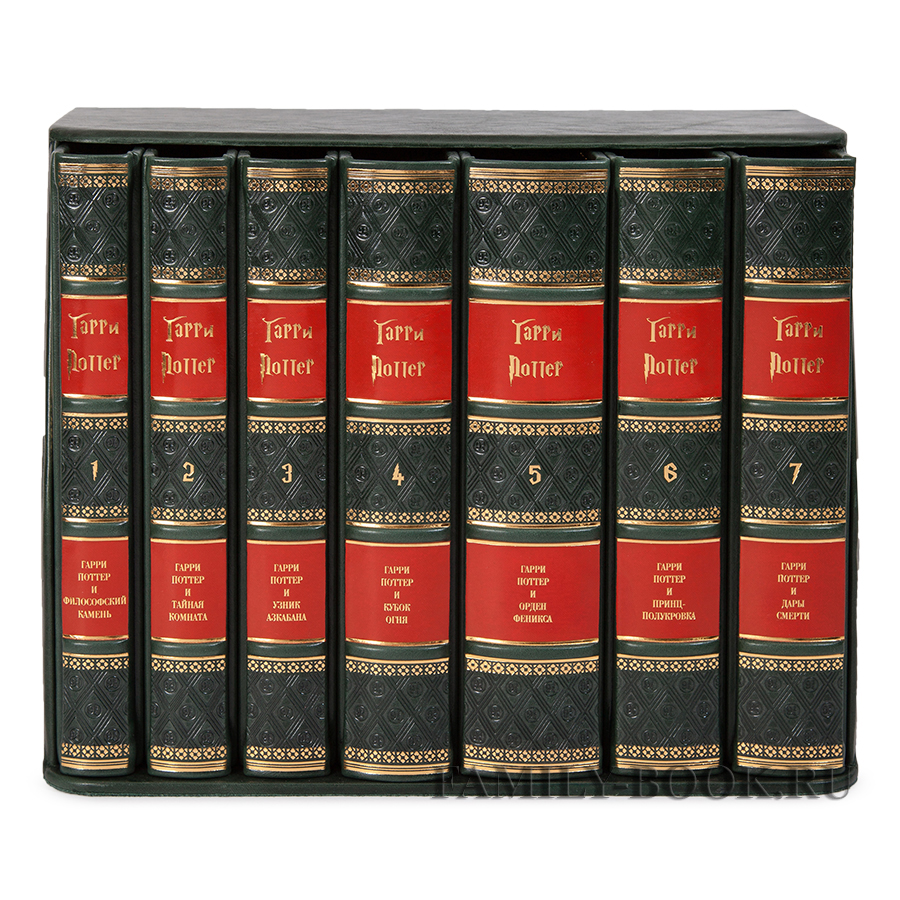 Гарри
Поттер
1
ГАРРИ
ПОТТЕР
И
ФИЛОСОФСКИЙ
КАМЕНЬ
Гарри
Поттер
2
ГАРРИ
ПОТТЕР
И
ТАЙНАЯ
КОМНАТА
Гарри
Поттер
3
ГАРРИ
ПОТТЕР
И
УЗНИК
АЗКАБАНА
Гарри
Поттер
4
ГАРРИ
ПОТТЕР
И
КУБОК
ОГНЯ
Гарри
Поттер
5
ГАРРИ
ПОТТЕР
И
ОРДЕН
ФЕНИКСА
Гарри
Поттер
6
ГАРРИ
ПОТТЕР
И
ПРИНЦ-
ПОЛУКРОВКА
Гарри
Поттер
7
ГАРРИ
ПОТТЕР
И
ДАРЫ
СМЕРТИ
FAMILY-BOOK.RU